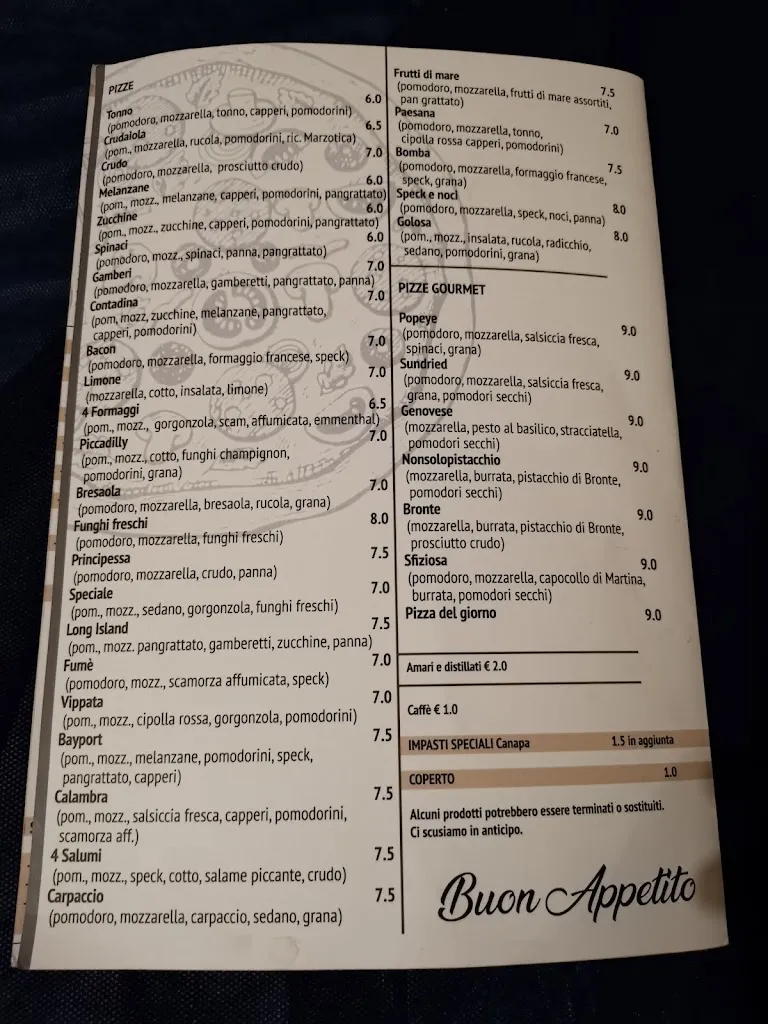 PIZZE
Tonno 6.0
(pomodoro, mozzarella, tonno, capperi, pomodorini)
Crudaiola 6.5
(pom., mozzarella, rucola, pomodorini, ric. Marzotica)
Crudo 7.0
(pomodoro, mozzarella, prosciutto crudo)
Melanzane 6.0
(pom., mozz., melanzane, capperi, pomodorini, pangrattato)
Zucchine 6.0
(pom., mozz., zucchine, capperi, pomodorini, pangrattato)
Spinaci 6.0
(pomodoro, mozz., spinaci, panna, pangrattato)
Gamberi 7.0
(pomodoro, mozzarella, gamberetti, pangrattato, panna)
Contadina 7.0
(pom, mozz, zucchine, melanzane, pangrattato,
capperi, pomodorini)
Bacon 7.0
(pomodoro, mozzarella, formaggio francese, speck)
Limone 7.0
(mozzarella, cotto, insalata, limone)
4 Formaggi 6.5
(pom., mozz., gorgonzola, scam, affumicata, emmenthal)
Piccadilly 7.0
(pom., mozz., cotto, funghi champignon,
pomodorini, grana)
Bresaola 7.0
(pomodoro, mozzarella, bresaola, rucola, grana)
Funghi freschi 8.0
(pomodoro, mozzarella, funghi freschi)
Principessa 7.5
(pomodoro, mozzarella, crudo, panna)
Speciale 7.0
(pom., mozz., sedano, gorgonzola, funghi freschi)
Long Island 7.5
(pom., mozz. pangrattato, gamberetti, zucchine, panna)
Fumè 7.0
(pomodoro, mozz., scamorza affumicata, speck)
Vippata 7.0
(pom., mozz., cipolla rossa, gorgonzola, pomodorini)
Bayport 7.5
(pom., mozz., melanzane, pomodorini, speck,
pangrattato, capperi)
Calambra 7.5
(pom., mozz., salsiccia fresca, capperi, pomodorini,
scamorza aff.)
4 Salumi 7.5
(pom., mozz., speck, cotto, salame piccante, crudo)
Carpaccio 7.5
(pomodoro, mozzarella, carpaccio, sedano, grana)
Frutti di mare 7.5
(pomodoro, mozzarella, frutti di mare assortiti,
pan grattato)
Paesana 7.0
(pomodoro, mozzarella, tonno,
cipolla rossa capperi, pomodorini)
Bomba 7.5
(pomodoro, mozzarella, formaggio francese,
speck, grana)
Speck e noci 8.0
(pomodoro, mozzarella, speck, noci, panna)
Golosa 8.0
(pom., mozz., insalata, rucola, radicchio,
sedano, pomodorini, grana)
PIZZE GOURMET
Popeye 9.0
(pomodoro, mozzarella, salsiccia fresca,
spinaci, grana)
Sundried 9.0
(pomodoro, mozzarella, salsiccia fresca,
grana, pomodori secchi)
Genovese 9.0
(mozzarella, pesto al basilico, stracciatella,
pomodori secchi)
Nonsolopistacchio 9.0
(mozzarella, burrata, pistacchio di Bronte,
pomodori secchi)
Bronte 9.0
(mozzarella, burrata, pistacchio di Bronte,
prosciutto crudo)
Sfiziosa 9.0
(pomodoro, mozzarella, capocollo di Martina,
burrata, pomodori secchi)
Pizza del giorno 9.0
Amari e distillati € 2.0
Caffè € 1.0
IMPASTI SPECIALI Canapa 1.5 in aggiunta
COPERTO 1.0
Alcuni prodotti potrebbero essere terminati o sostituiti.
Ci scusiamo in anticipo.
Buon Appetito